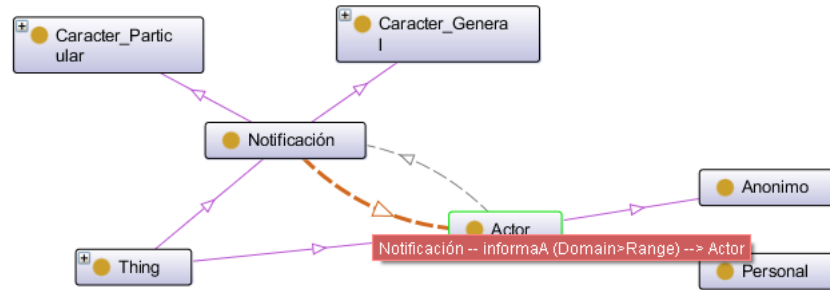 Caracter_Partic
ular
Caracter_Genera
l
Notificación
Anonimo
Actor
Notificación -- informaA (Domain>Range) --> Actor
Thing
Personal